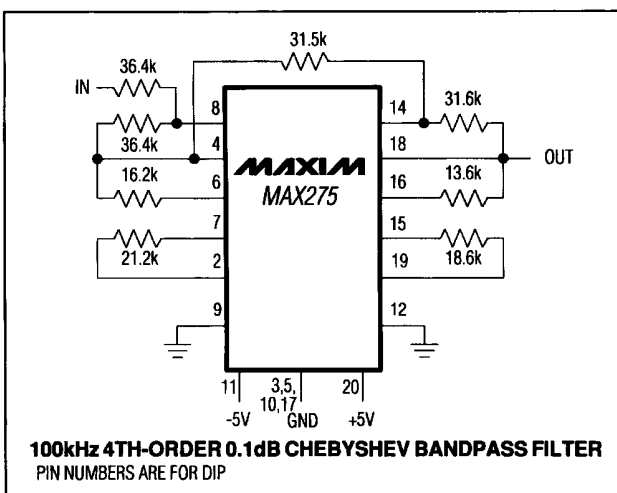 31.5k
36.4k
IN
31.6k
8
14
36.4k
4
18
OUT
MAXIM
MAX275
16.2k
6
16
13.6k
7
15
21.2k
2
19
18.6k
9
12
11
3,5,
10,17
20
-5V
GND
+5V
100kHz 4TH-ORDER 0.1dB CHEBYSHEV BANDPASS FILTER
PIN NUMBERS ARE FOR DIP